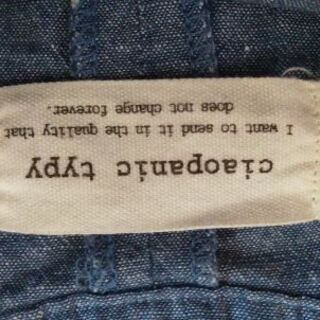 ciaopanic typy
I want to send it in the quality that
does not change forever.